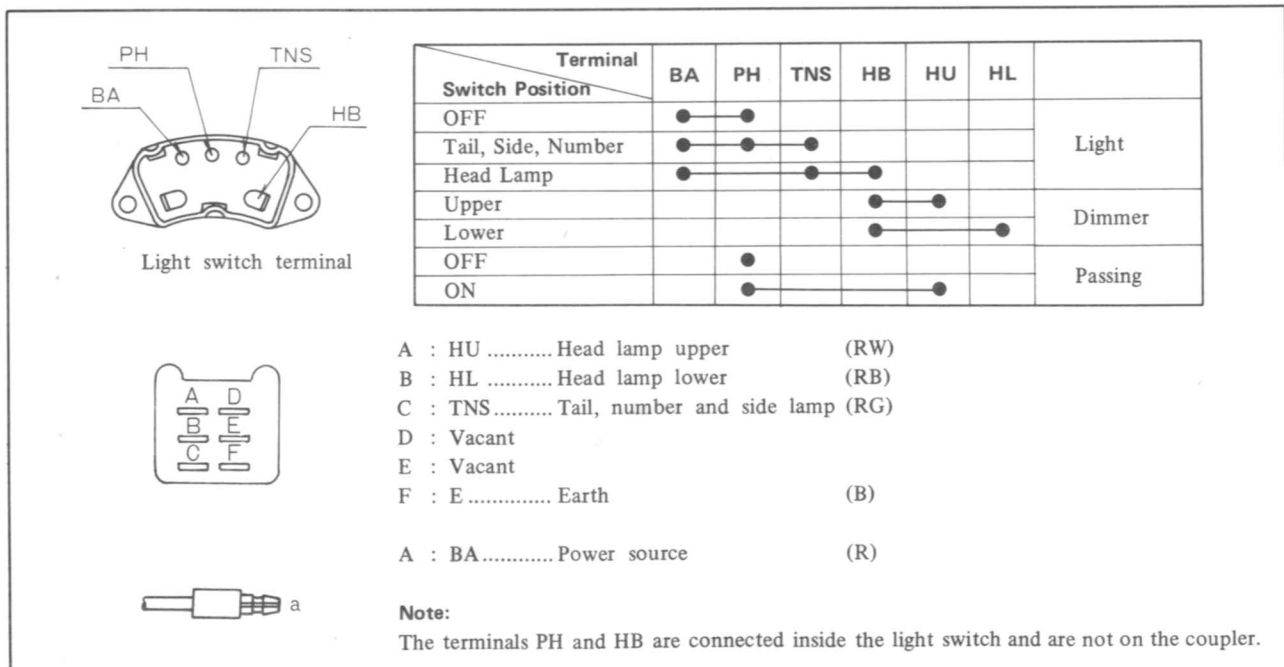 PH
TNS
BA
HB
Light switch terminal
Terminal
Switch Position
BA PH TNS HB HU HL
OFF
Tail, Side, Number
Head Lamp
Light
Upper
Lower
Dimmer
OFF
ON
Passing
A D
B E
C F
A : HU ........... Head lamp upper (RW)
B : HL ........... Head lamp lower (RB)
C : TNS .......... Tail, number and side lamp (RG)
D : Vacant
E : Vacant
F : E .............. Earth (B)
A : BA ............ Power source (R)
a
Note:
The terminals PH and HB are connected inside the light switch and are not on the coupler.